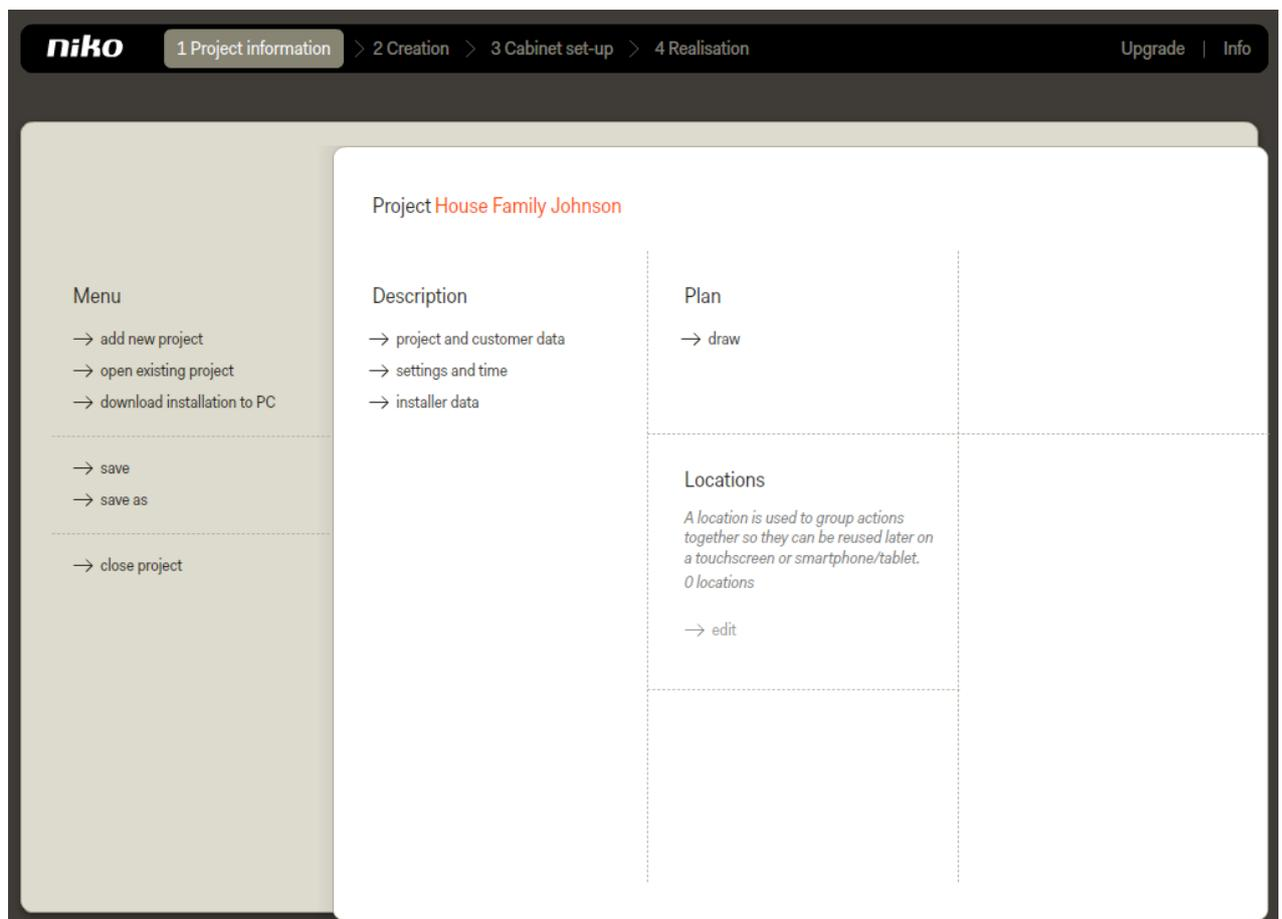 niko
1 Project information
2 Creation
3 Cabinet set-up
4 Realisation
Upgrade | Info
Project House Family Johnson
Menu
→ add new project
→ open existing project
→ download installation to PC
→ save
→ save as
→ close project
Description
→ project and customer data
→ settings and time
→ installer data
Plan
→ draw
Locations
A location is used to group actions
together so they can be reused later on
a touchscreen or smartphone/tablet.
0 locations
→ edit